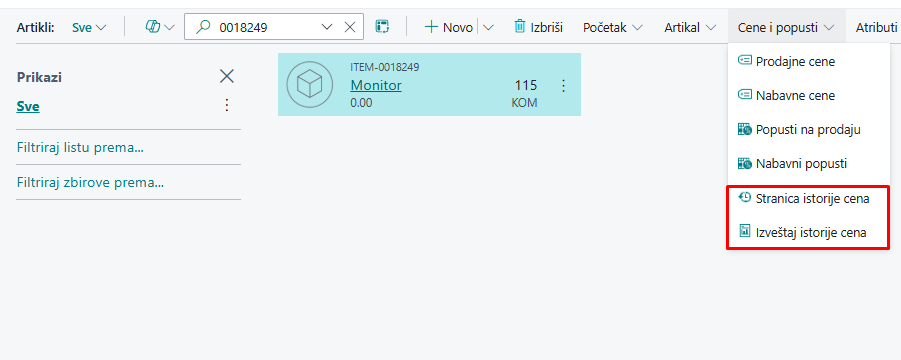 Artikli: Sve 0018249 Novo Izbriši Početak Artikal Cene i popusti Atributi
Prikazi
Sve
Filtriraj listu prema...
Filtriraj zbirove prema...
ITEM-0018249
Monitor 115
0.00 KOM
Prodajne cene
Nabavne cene
Popusti na prodaju
Nabavni popusti
Stranica istorije cena
Izveštaj istorije cena